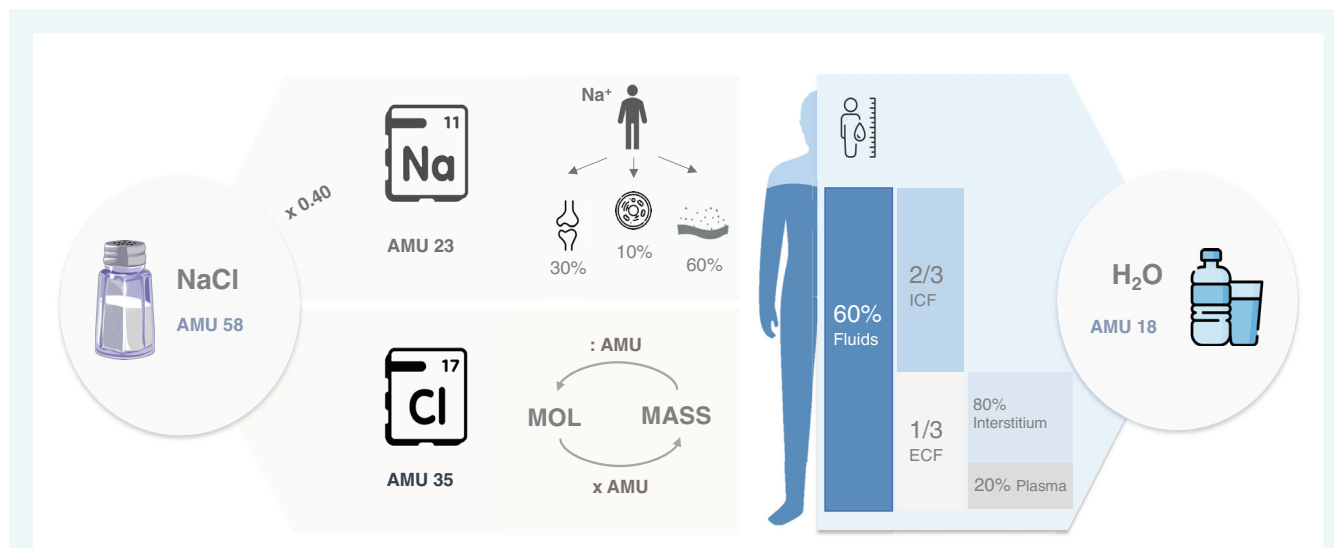 NaCl
AMU 58
x 0.40
11
Na
AMU 23
Na⁺
30%
10%
60%
17
Cl
AMU 35
: AMU
MOL
MASS
x AMU
60%
Fluids
2/3
ICF
1/3
ECF
80%
Interstitium
20% Plasma
H₂O
AMU 18